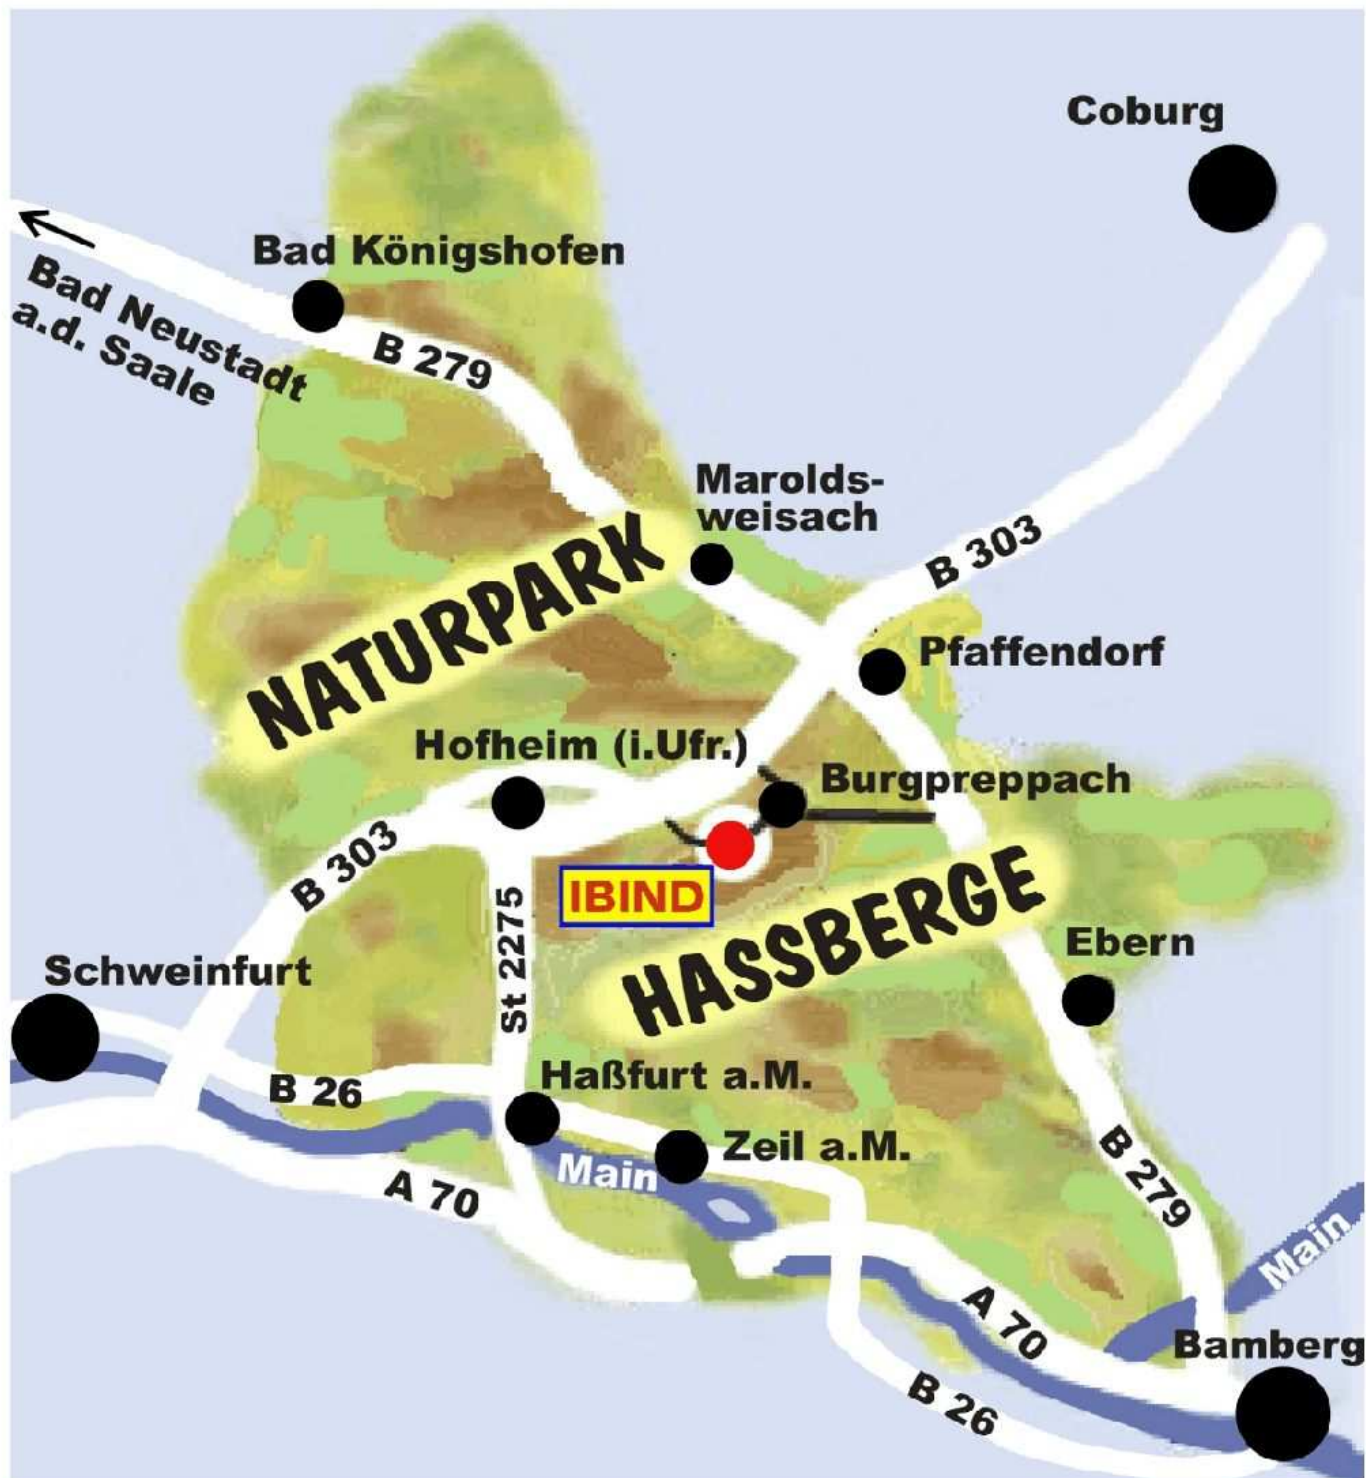 Coburg
Bad Königshofen
Bad Neustadt
a.d. Saale
B 279
Marolds-
weisach
B 303
NATURPARK
Pfaffendorf
Hofheim (i.Ufr.)
Burgpreppach
B 303
IBIND
St 2275
HASSBERGE
Ebern
Schweinfurt
B 26
Haßfurt a.M.
Zeil a.M.
Main
A 70
B 279
Main
A 70
Bamberg
B 26